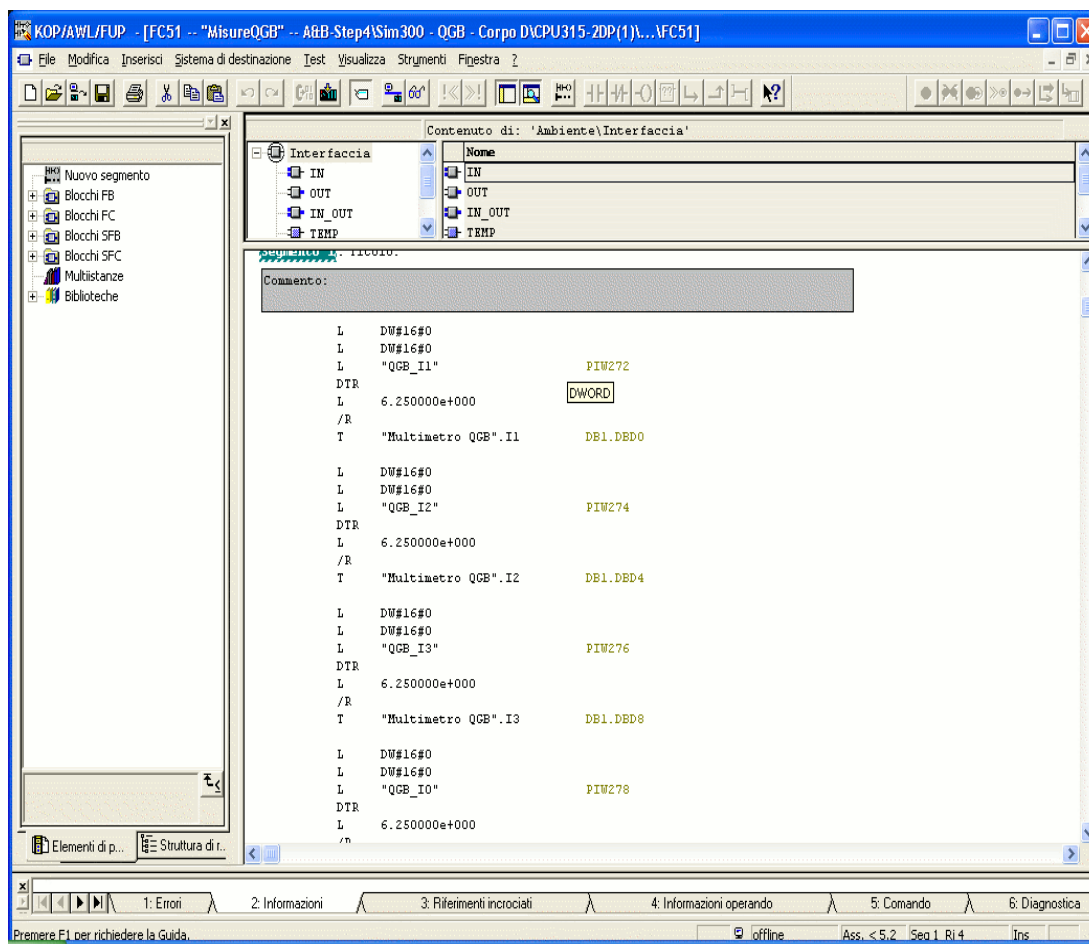 KOP/AWL/FUP - [FC51 -- "MisureQGB" -- A&B-Step4\Sim300 - QGB - Corpo D\CPU315-2DP(1)\...\FC51]
File Modifica Inserisci Sistema di destinazione Test Visualizza Strumenti Finestra ?
Contenuto di: 'Ambiente\Interfaccia'
Interfaccia
IN
OUT
IN_OUT
TEMP
Nome
IN
OUT
IN_OUT
TEMP
Nuovo segmento
Blocchi FB
Blocchi FC
Blocchi SFB
Blocchi SFC
Multiistanze
Biblioteche
Segmento 1: Titolo:
Commento:
L DW#16#0
L DW#16#0
L "QGB_I1" PIW272
DTR
DWORD
L 6.250000e+000
/R
T "Multimetro QGB".I1 DB1.DBD0
L DW#16#0
L DW#16#0
L "QGB_I2" PIW274
DTR
L 6.250000e+000
/R
T "Multimetro QGB".I2 DB1.DBD4
L DW#16#0
L DW#16#0
L "QGB_I3" PIW276
DTR
L 6.250000e+000
/R
T "Multimetro QGB".I3 DB1.DBD8
L DW#16#0
L DW#16#0
L "QGB_I0" PIW278
DTR
L 6.250000e+000
/R
Elementi di p... Struttura di r..
1: Errori 2: Informazioni 3: Riferimenti incrociati 4: Informazioni operando 5: Comando 6: Diagnostica
Premere F1 per richiedere la Guida. offline Ass. < 5.2 Seg 1 Ri 4 Ins